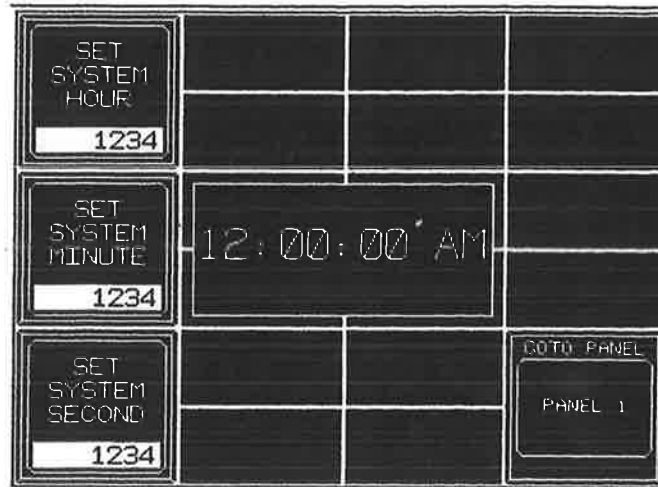 SET
SYSTEM
HOUR
1234
SET
SYSTEM
MINUTE
1234
12:00:00 AM
SET
SYSTEM
SECOND
1234
GOTO PANEL
PANEL 1